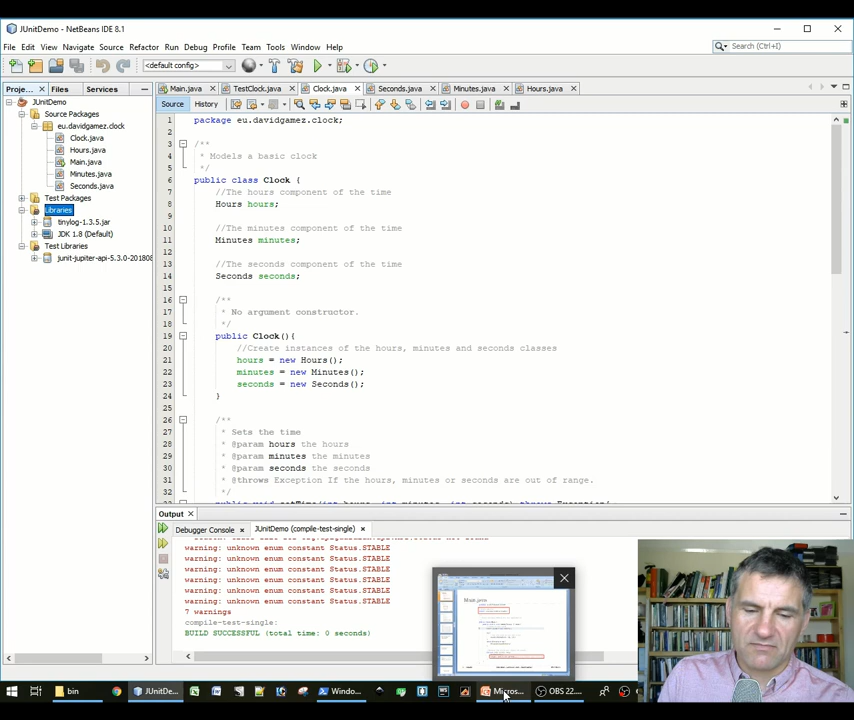 JUnitDemo - NetBeans IDE 8.1
File Edit View Navigate Source Refactor Run Debug Profile Team Tools Window Help
Search (Ctrl+I)
<default config>
Proje... Files Services
Main.java TestClock.java Clock.java Seconds.java Minutes.java Hours.java
Source History
JUnitDemo
Source Packages
eu.davidgamez.clock
Clock.java
Hours.java
Main.java
Minutes.java
Seconds.java
Test Packages
Libraries
tinylog-1.3.5.jar
JDK 1.8 (Default)
Test Libraries
junit-jupiter-api-5.3.0-201808
1 package eu.davidgamez.clock;
2
3 /**
4 * Models a basic clock
5 */
6 public class Clock {
7 //The hours component of the time
8 Hours hours;
9
10 //The minutes component of the time
11 Minutes minutes;
12
13 //The seconds component of the time
14 Seconds seconds;
15
16 /**
17 * No argument constructor.
18 */
19 public Clock(){
20 //Create instances of the hours, minutes and seconds classes
21 hours = new Hours();
22 minutes = new Minutes();
23 seconds = new Seconds();
24 }
25
26 /**
27 * Sets the time
28 * @param hours the hours
29 * @param minutes the minutes
30 * @param seconds the seconds
31 * @throws Exception If the hours, minutes or seconds are out of range.
32 */
Output
Debugger Console JUnitDemo (compile-test-single)
warning: unknown enum constant Status.STABLE
warning: unknown enum constant Status.STABLE
warning: unknown enum constant Status.STABLE
warning: unknown enum constant Status.STABLE
warning: unknown enum constant Status.STABLE
warning: unknown enum constant Status.STABLE
7 warnings
compile-test-single:
BUILD SUCCESSFUL (total time: 0 seconds)
Main.java
bin JUnitDe... Windo... Micros... OBS 22....